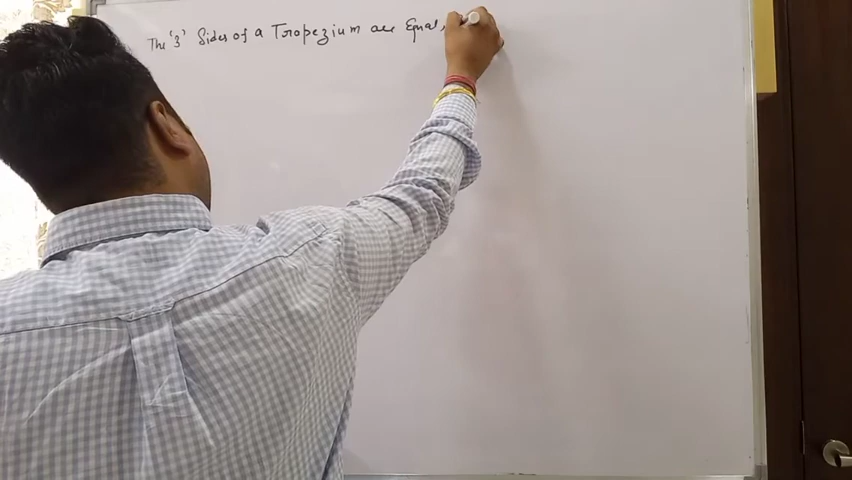 The '3' Sides of a Tropezium are Equal,